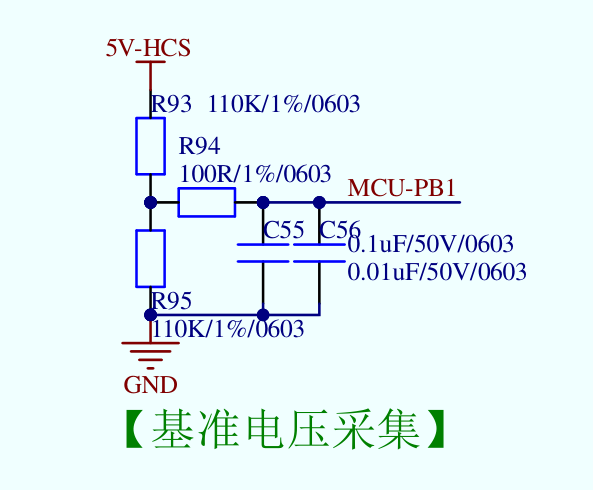 5V-HCS
R93 110K/1%/0603
R94
100R/1%/0603
MCU-PB1
C55 C56
0.1uF/50V/0603
0.01uF/50V/0603
R95
110K/1%/0603
GND
【基准电压采集】